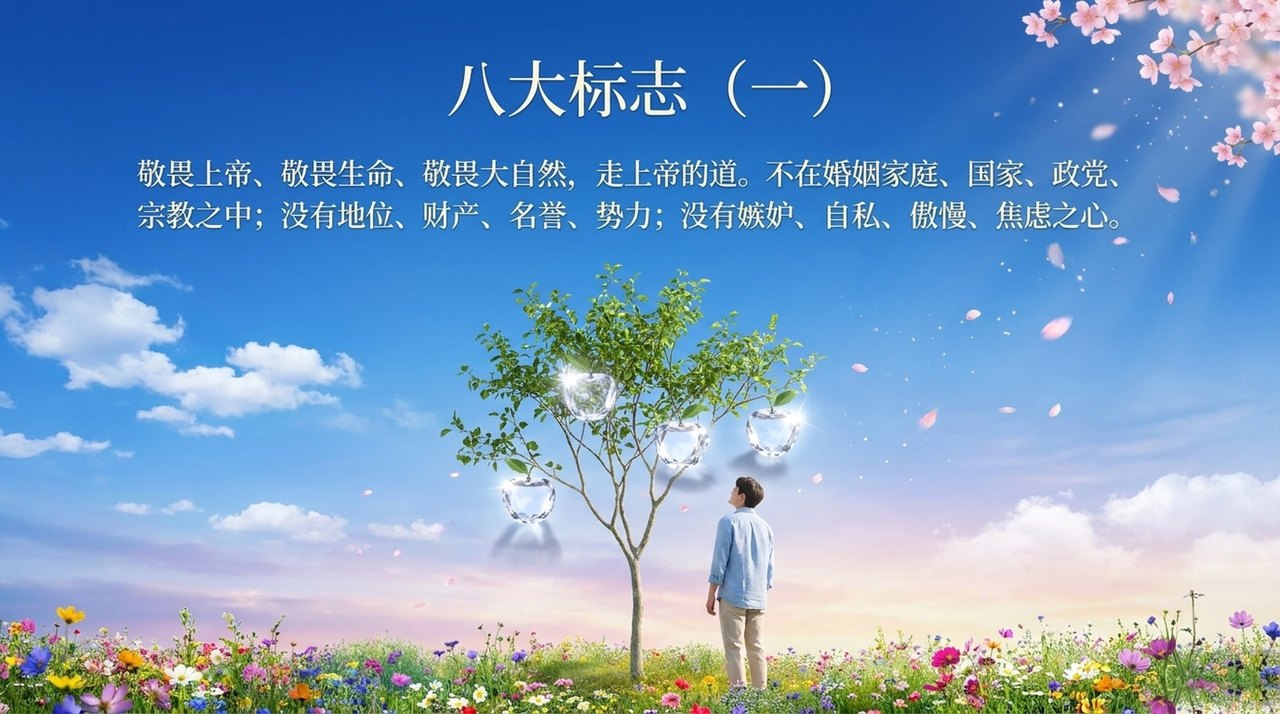 八大标志（一）
敬畏上帝、敬畏生命、敬畏大自然，走上帝的道。不在婚姻家庭、国家、政党、
宗教之中；没有地位、财产、名誉、势力；没有嫉妒、自私、傲慢、焦虑之心。